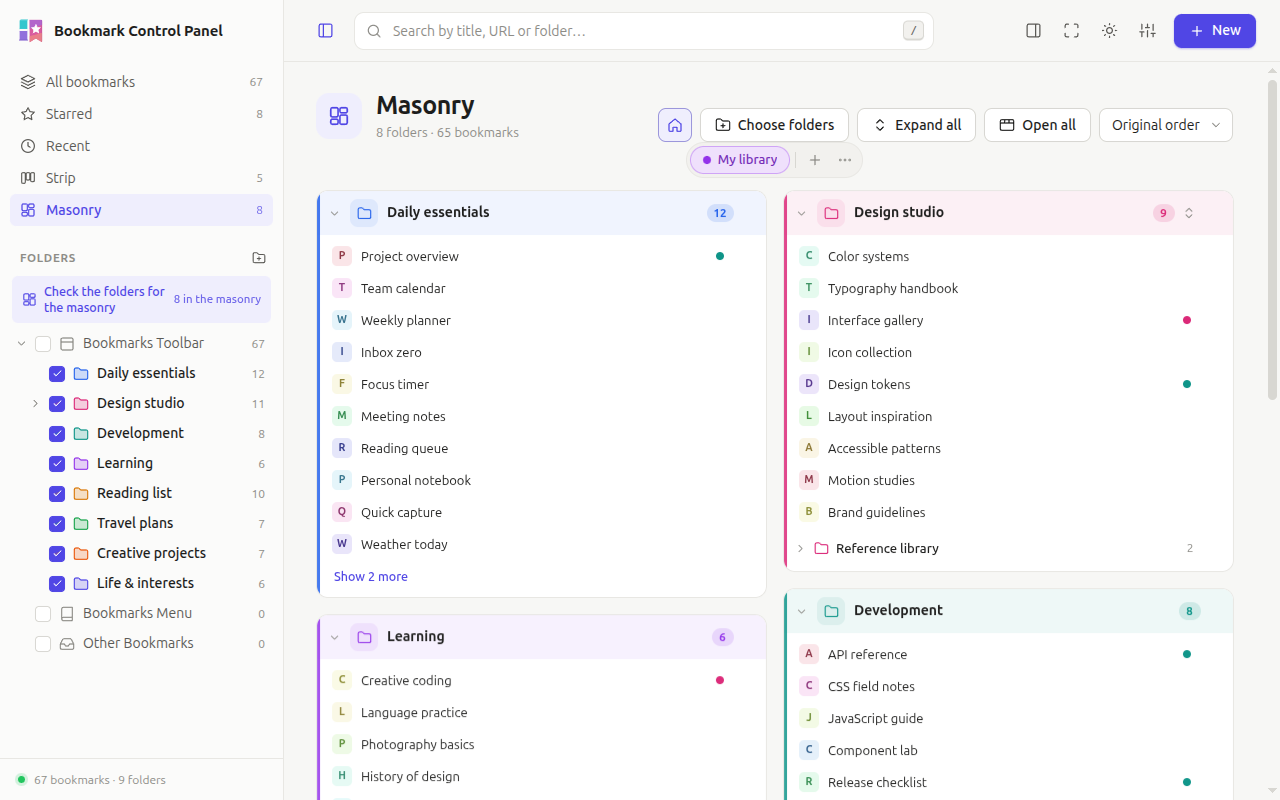 Bookmark Control Panel
All bookmarks 67
Starred 8
Recent
Strip 5
Masonry 8
FOLDERS
Check the folders for the masonry 8 in the masonry
Bookmarks Toolbar 67
Daily essentials 12
Design studio 11
Development 8
Learning 6
Reading list 10
Travel plans 7
Creative projects 7
Life & interests 6
Bookmarks Menu 0
Other Bookmarks 0
67 bookmarks · 9 folders
Search by title, URL or folder… /
New
Masonry
8 folders · 65 bookmarks
Choose folders
Expand all
Open all
Original order
My library
Daily essentials 12
P Project overview
T Team calendar
W Weekly planner
I Inbox zero
F Focus timer
M Meeting notes
R Reading queue
P Personal notebook
Q Quick capture
W Weather today
Show 2 more
Learning 6
C Creative coding
L Language practice
P Photography basics
H History of design
Design studio 9
C Color systems
T Typography handbook
I Interface gallery
I Icon collection
D Design tokens
L Layout inspiration
A Accessible patterns
M Motion studies
B Brand guidelines
Reference library 2
Development 8
A API reference
C CSS field notes
J JavaScript guide
C Component lab
R Release checklist